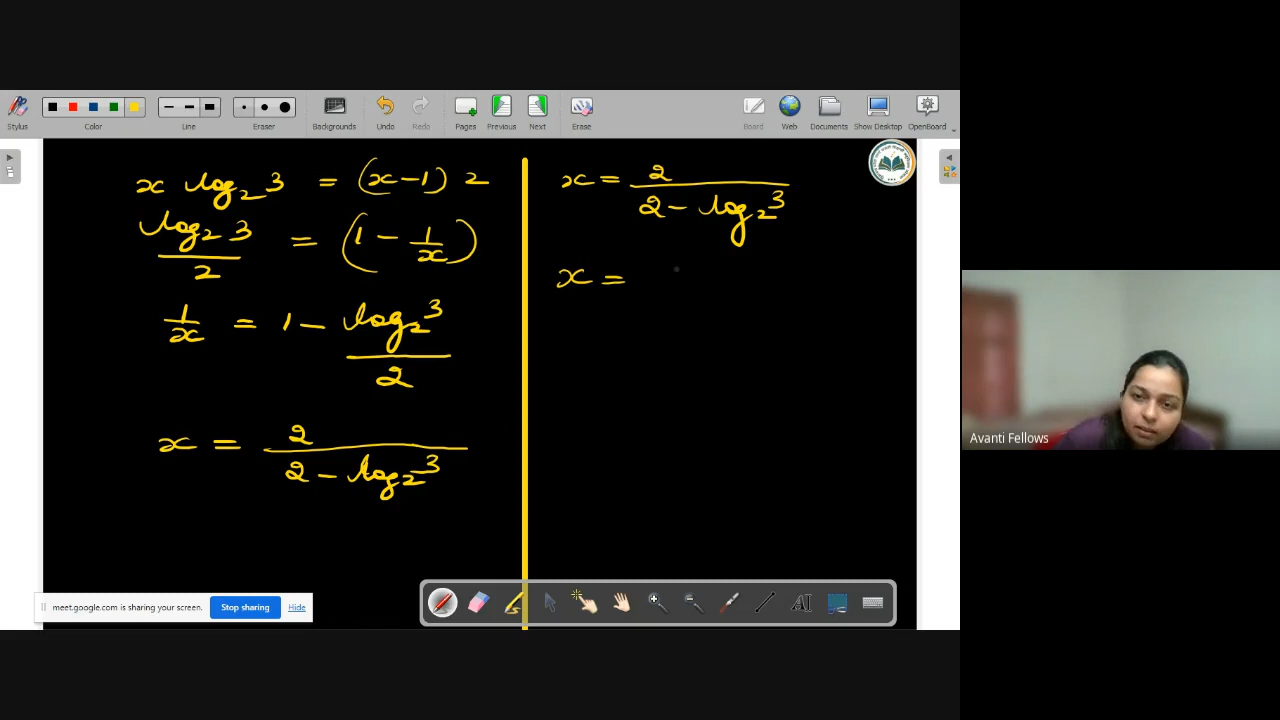 Stylus
Color
Line
Eraser
Backgrounds
Undo
Redo
Pages
Previous
Next
Erase
Board
Web
Documents
Show Desktop
OpenBoard
x log₂ 3 = (x-1) 2
log₂ 3 / 2 = (1 - 1/x)
1/x = 1 - log₂ 3 / 2
x = 2 / (2 - log₂ 3)
x = 2 / (2 - log₂ 3)
x =
Avanti Fellows
meet.google.com is sharing your screen.
Stop sharing
Hide
AI